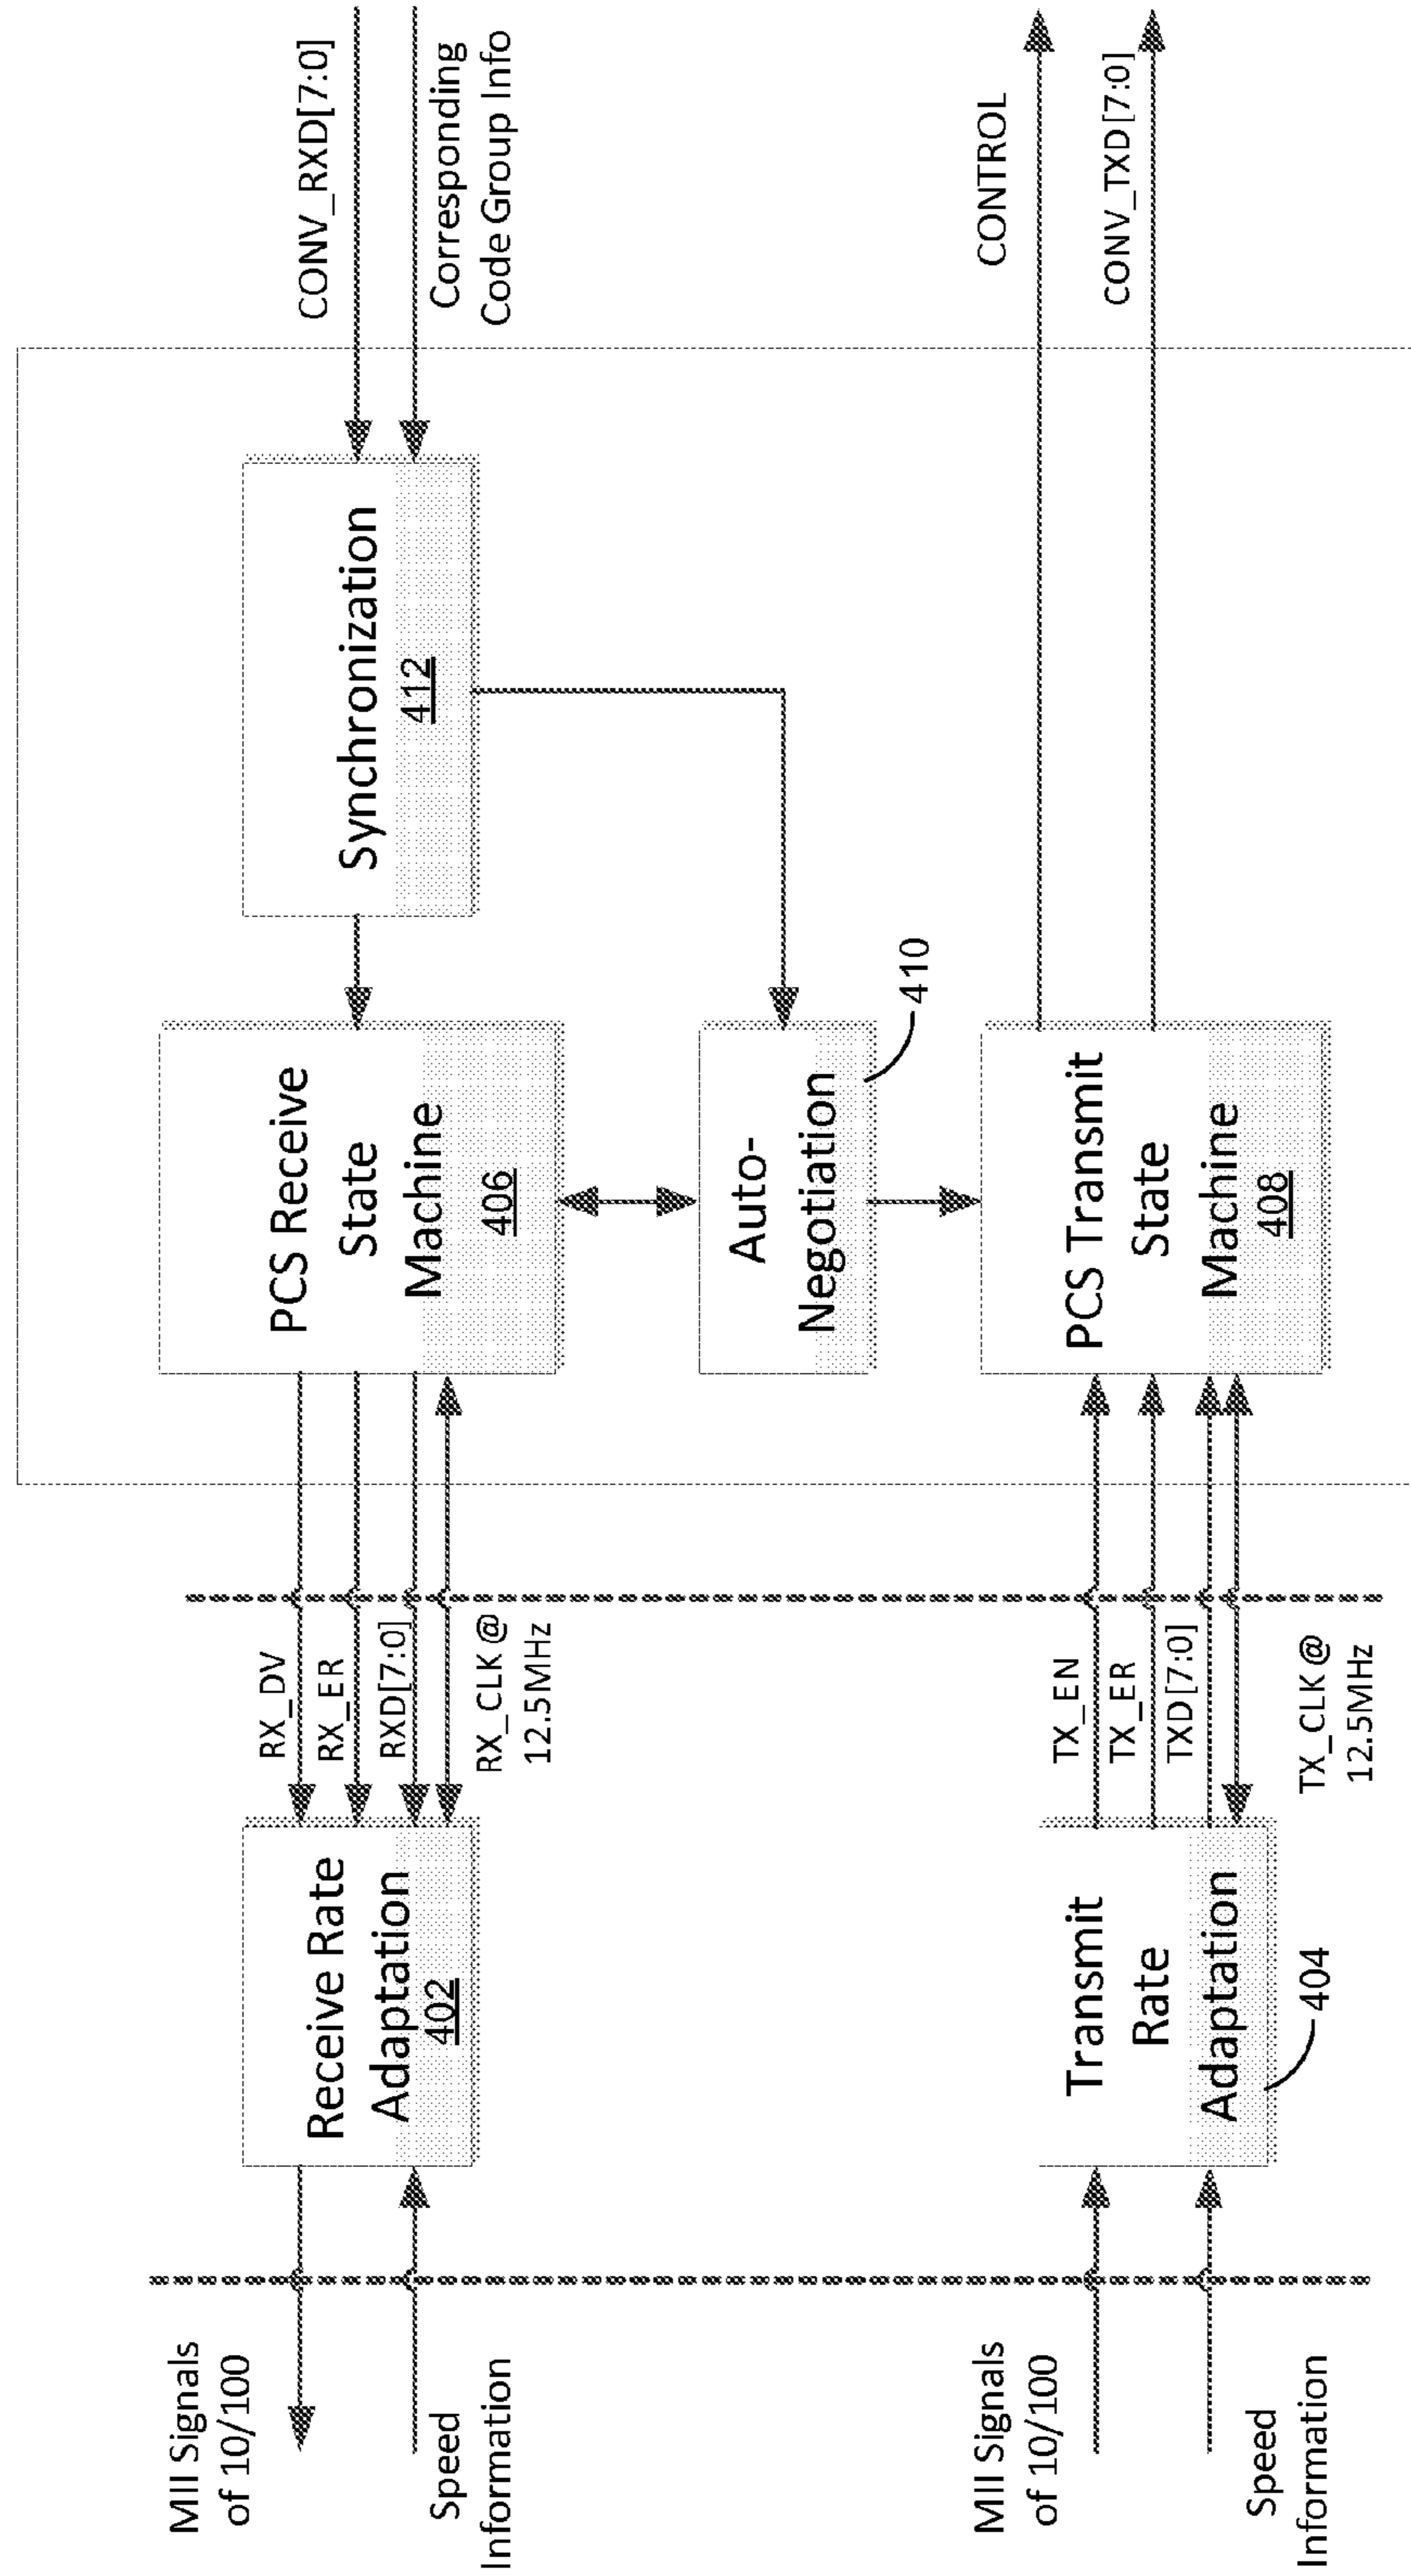 MII Signals
of 10/100
Speed
Information
Receive Rate
Adaptation
402
RX_DV
RX_ER
RXD[7:0]
RX_CLK @
12.5MHz
PCS Receive
State
Machine
406
Synchronization
412
CONV_RXD[7:0]
Corresponding
Code Group Info
Auto-
Negotiation
410
MII Signals
of 10/100
Speed
Information
Transmit
Rate
Adaptation
404
TX_EN
TX_ER
TXD[7:0]
TX_CLK @
12.5MHz
PCS Transmit
State
Machine
408
CONTROL
CONV_TXD[7:0]